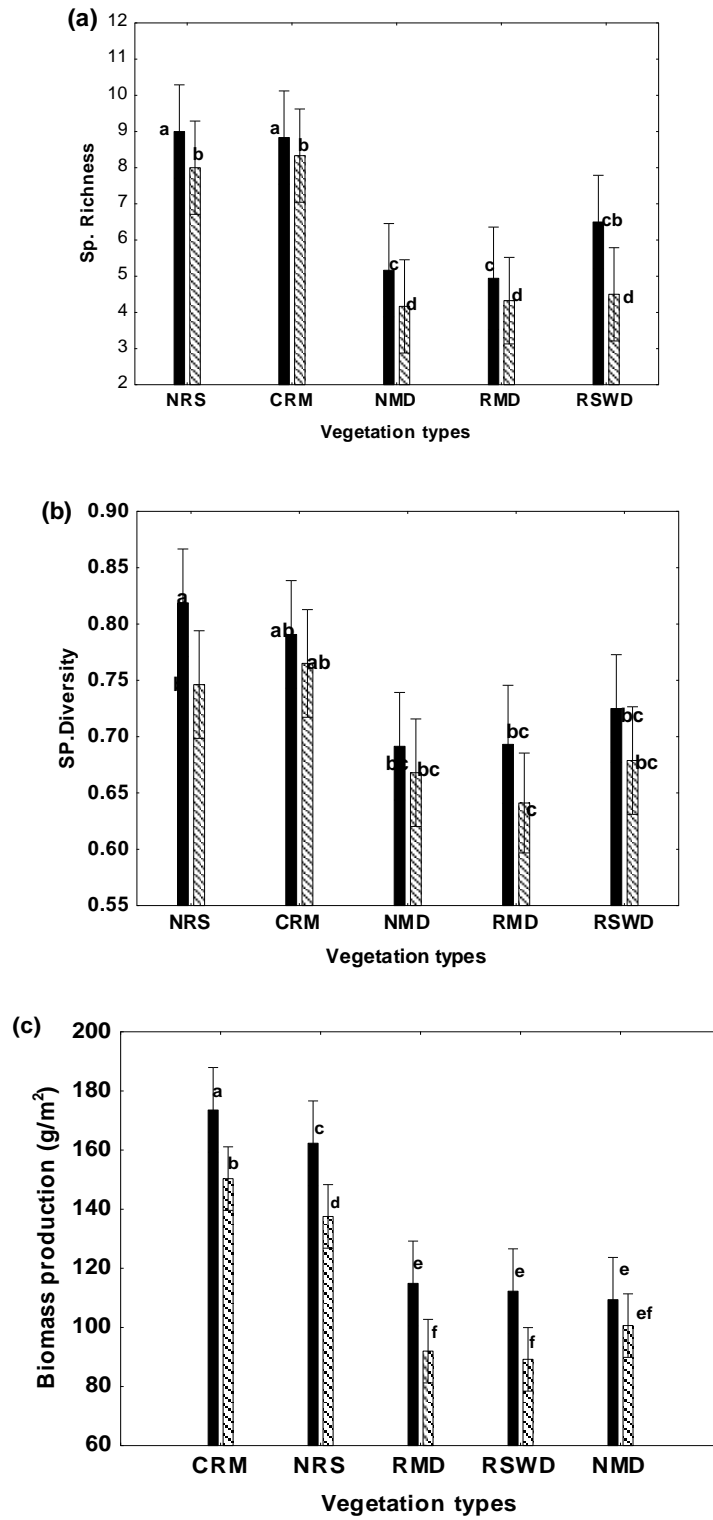 (a)
12
11
10
9
8
7
6
5
4
3
2
Sp. Richness
a
b
a
b
c
d
c
d
cb
d
NRS CRM NMD RMD RSWD
Vegetation types
(b)
0.90
0.85
0.80
0.75
0.70
0.65
0.60
0.55
SP.Diversity
a
ab
ab
bc
bc
bc
c
bc
bc
NRS CRM NMD RMD RSWD
Vegetation types
(c)
200
180
160
140
120
100
80
60
Biomass production (g/m²)
a
b
c
d
e
f
e
f
e
ef
CRM NRS RMD RSWD NMD
Vegetation types